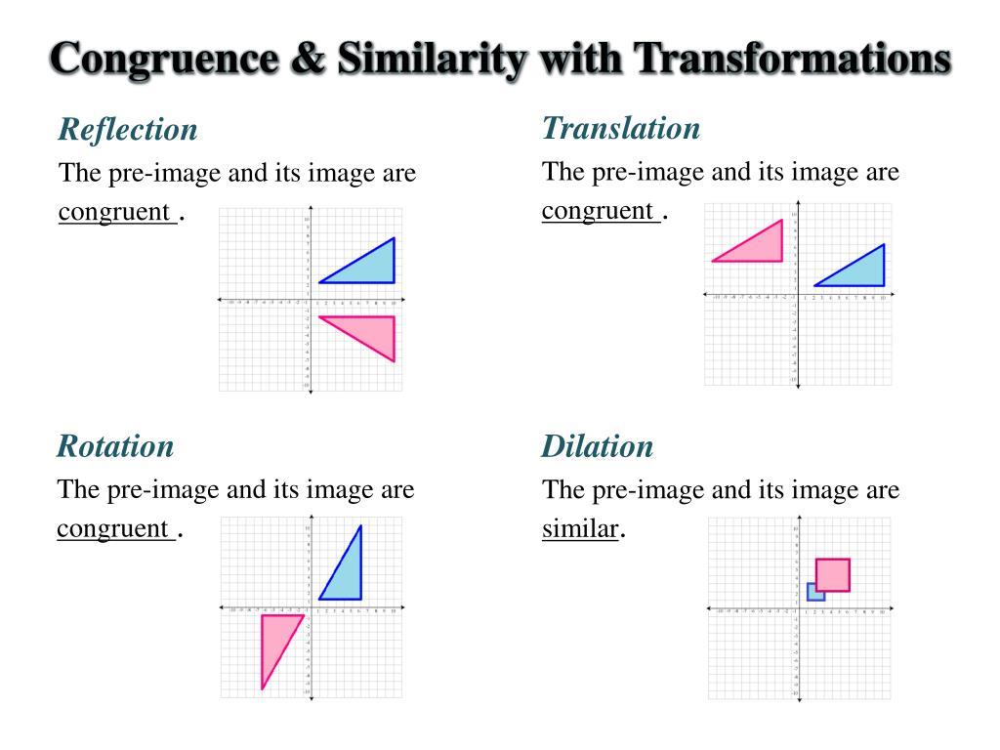 Congruence & Similarity with Transformations
Reflection
The pre-image and its image are
congruent .
Translation
The pre-image and its image are
congruent .
Rotation
The pre-image and its image are
congruent .
Dilation
The pre-image and its image are
similar.